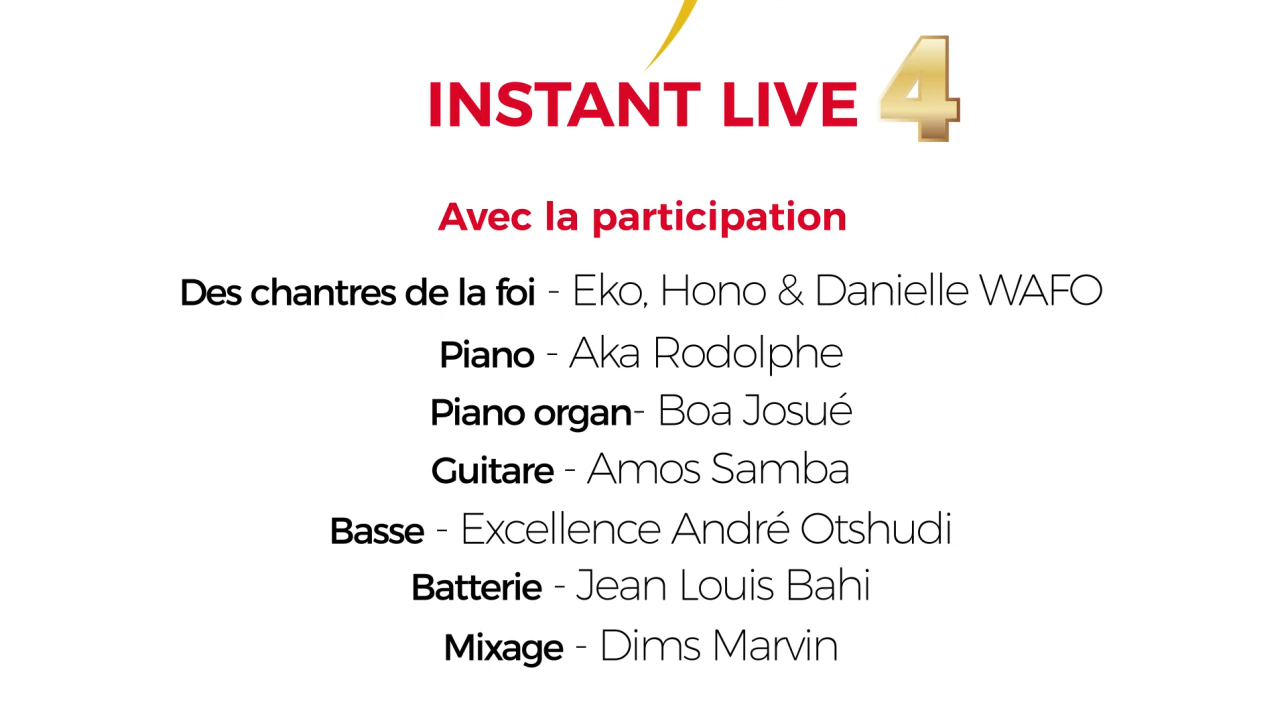 INSTANT LIVE 4
Avec la participation
Des chantres de la foi - Eko, Hono & Danielle WAFO
Piano - Aka Rodolphe
Piano organ- Boa Josué
Guitare - Amos Samba
Basse - Excellence André Otshudi
Batterie - Jean Louis Bahi
Mixage - Dims Marvin